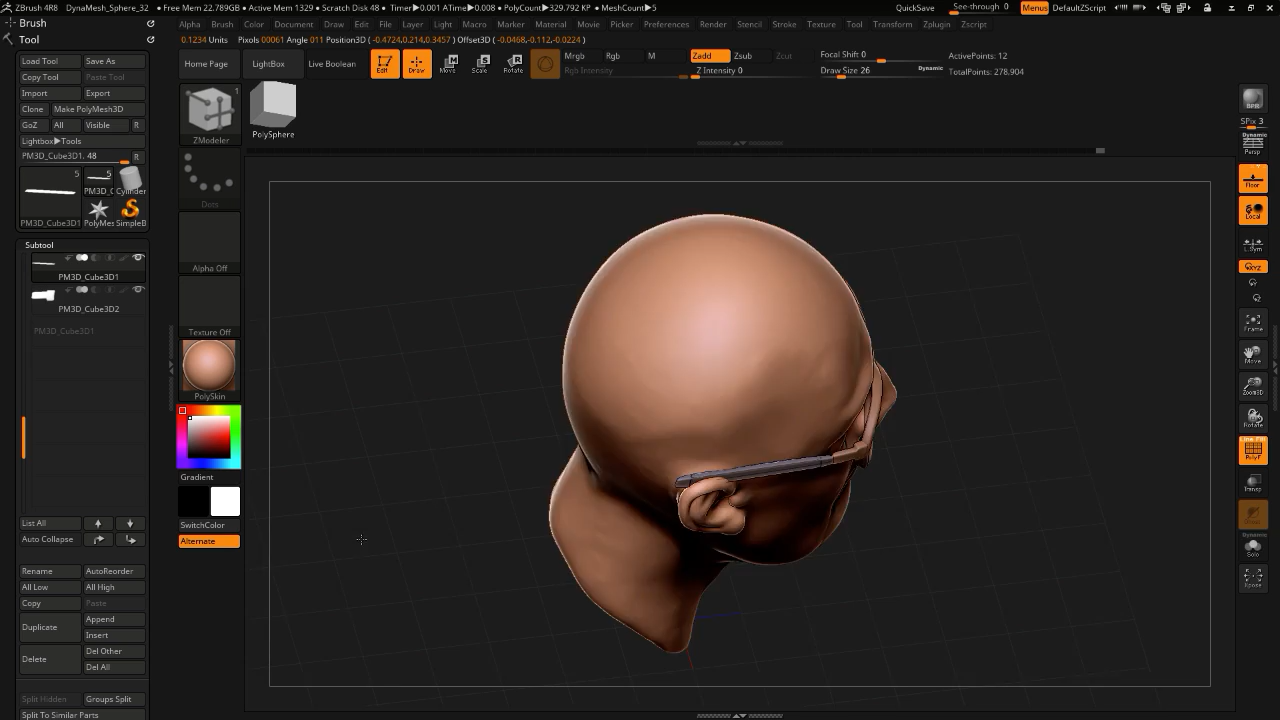 ZBrush 4R8 DynaMesh_Sphere_32 ● Free Mem 22.789GB ● Active Mem 1329 ● Scratch Disk 48 ● Timer▶0.001 ATime▶0.008 ● PolyCount▶329.792 KP ● MeshCount▶5 QuickSave See-through 0 Menus DefaultZScript
Brush
Alpha Brush Color Document Draw Edit File Layer Light Macro Marker Material Movie Picker Preferences Render Stencil Stroke Texture Tool Transform Zplugin Zscript
Tool
0.1234 Units Pixols 00061 Angle 011 Position3D ( -0.4724,0.214,0.3457 ) Offset3D ( -0.0468,-0.112,-0.0224 )
Home Page LightBox Live Boolean Edit Draw Move Scale Rotate
Mrgb Rgb M Zadd Zsub Zcut Focal Shift 0 ActivePoints: 12
Rgb Intensity Z Intensity 0 Draw Size 26 Dynamic TotalPoints: 278,904
Load Tool Save As
Copy Tool Paste Tool
Import Export
Clone Make PolyMesh3D
GoZ All Visible R
Lightbox▶Tools
PM3D_Cube3D1. 48 R
5
5
PM3D_C Cylinder
PM3D_Cube3D1 PolyMes SimpleB
Subtool
PM3D_Cube3D1
PM3D_Cube3D2
PM3D_Cube3D1
List All
Auto Collapse
Rename AutoReorder
All Low All High
Copy Paste
Duplicate Append
Insert
Delete Del Other
Del All
Split Hidden Groups Split
Split To Similar Parts
1
ZModeler
PolySphere
Dots
Alpha Off
Texture Off
PolySkin
Gradient
SwitchColor
Alternate
BPR
SPix 3
Dynamic
Persp
Floor
Local
L.Sym
XYZ
Frame
Move
Zoom3D
Rotate
Line Fill
PolyF
Transp
Dynamic
Solo
Xpose